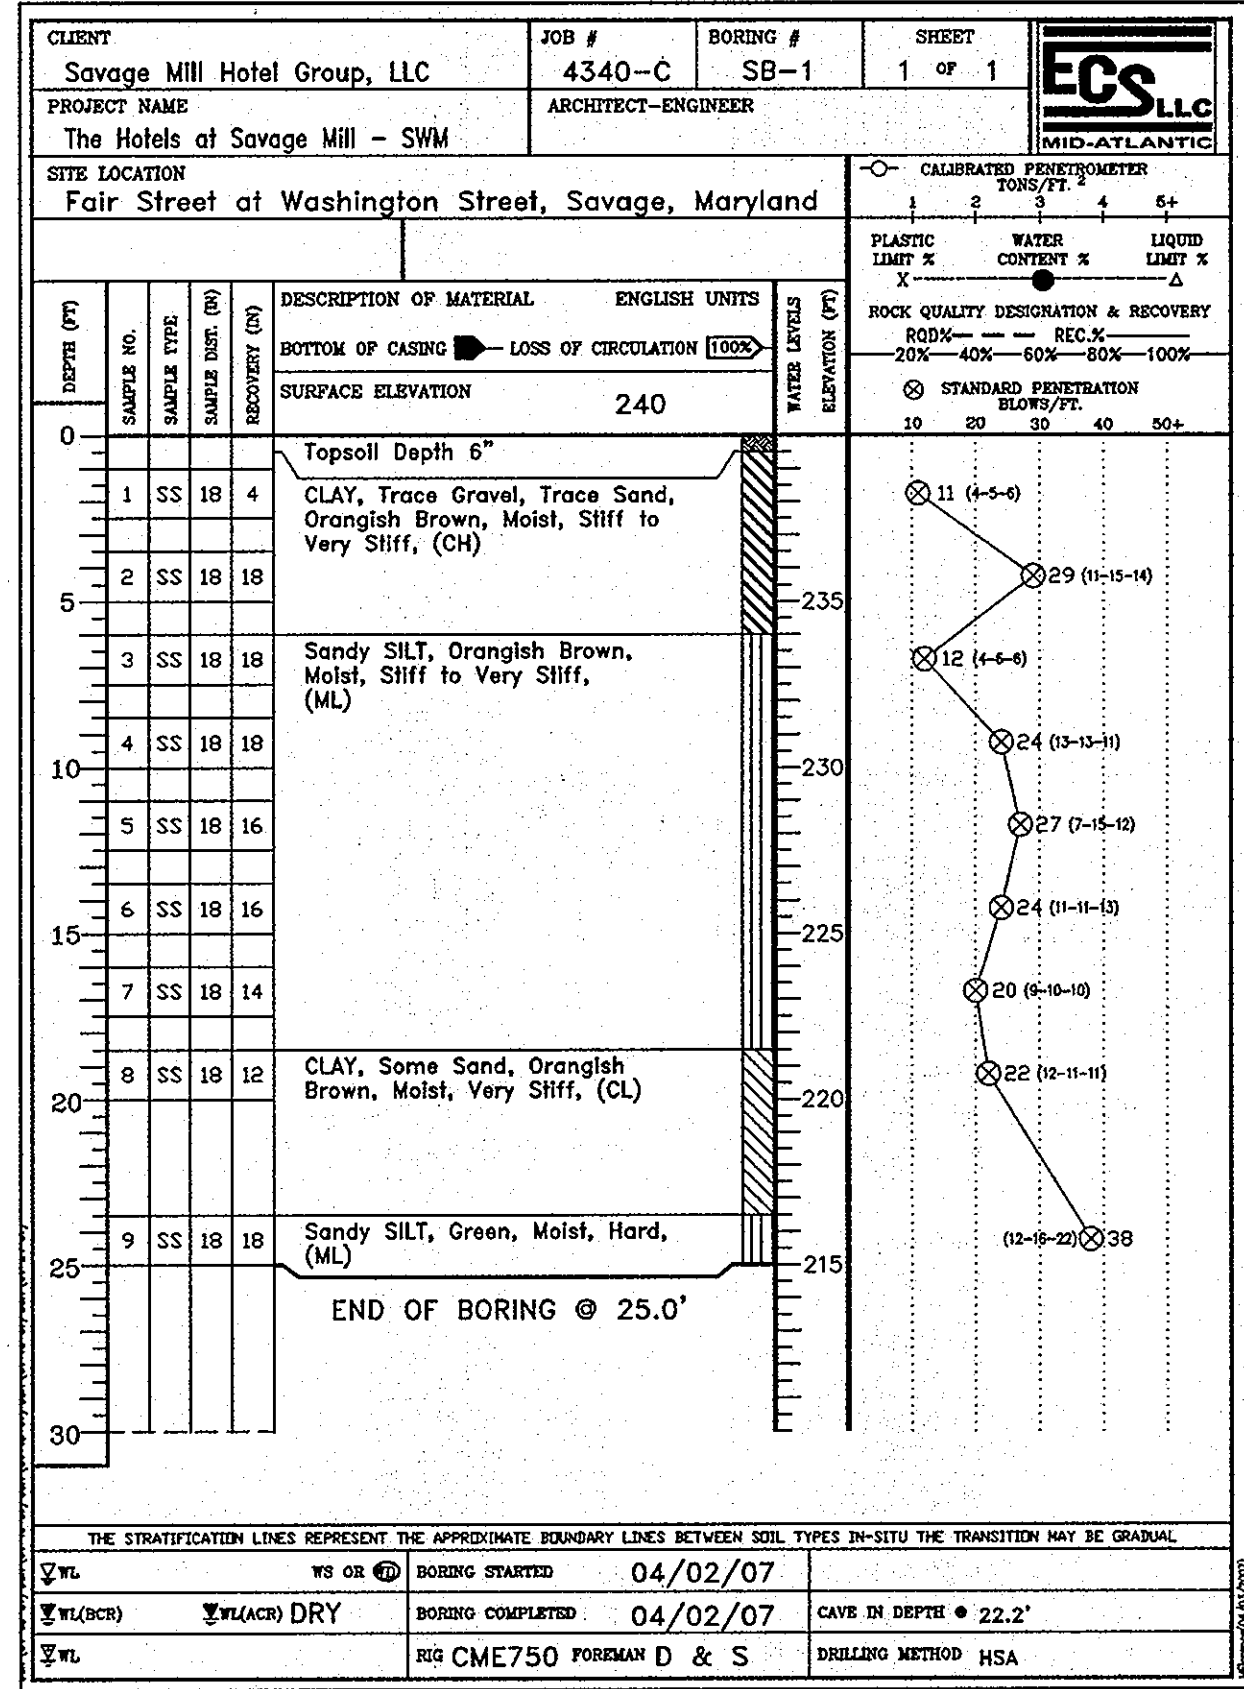 CLIENT
Savage Mill Hotel Group, LLC
JOB #
4340-C
BORING #
SB-1
SHEET
1 OF 1
ECS LLC
MID-ATLANTIC
PROJECT NAME
The Hotels at Savage Mill - SWM
ARCHITECT-ENGINEER
SITE LOCATION
Fair Street at Washington Street, Savage, Maryland
CALIBRATED PENETROMETER
TONS/FT. 2
1 2 3 4 5+
PLASTIC LIMIT %
WATER CONTENT %
LIQUID LIMIT %
X Δ
ROCK QUALITY DESIGNATION & RECOVERY
RQD% REC.%
20% 40% 60% 80% 100%
STANDARD PENETRATION
BLOWS/FT.
10 20 30 40 50+
DEPTH (FT)
SAMPLE NO.
SAMPLE TYPE
SAMPLE DIST. (IN)
RECOVERY (IN)
DESCRIPTION OF MATERIAL ENGLISH UNITS
BOTTOM OF CASING LOSS OF CIRCULATION 100%
SURFACE ELEVATION 240
WATER LEVELS
ELEVATION (FT)
0
Topsoil Depth 6"
1 SS 18 4
CLAY, Trace Gravel, Trace Sand,
Orangish Brown, Moist, Stiff to
Very Stiff, (CH)
11 (4-5-6)
2 SS 18 18
29 (11-15-14)
5
235
3 SS 18 18
Sandy SILT, Orangish Brown,
Moist, Stiff to Very Stiff,
(ML)
12 (4-6-6)
4 SS 18 18
24 (13-13-11)
10
230
5 SS 18 16
27 (7-15-12)
6 SS 18 16
24 (11-11-13)
15
225
7 SS 18 14
20 (9-10-10)
8 SS 18 12
CLAY, Some Sand, Orangish
Brown, Moist, Very Stiff, (CL)
22 (12-11-11)
20
220
9 SS 18 18
Sandy SILT, Green, Moist, Hard,
(ML)
(12-16-22) 38
25
215
END OF BORING @ 25.0'
30
THE STRATIFICATION LINES REPRESENT THE APPROXIMATE BOUNDARY LINES BETWEEN SOIL TYPES IN-SITU THE TRANSITION MAY BE GRADUAL
WL WS OR WD
BORING STARTED 04/02/07
WL(BCR) WL(ACR) DRY
BORING COMPLETED 04/02/07
CAVE IN DEPTH @ 22.2'
WL
RIG CME750 FOREMAN D & S
DRILLING METHOD HSA